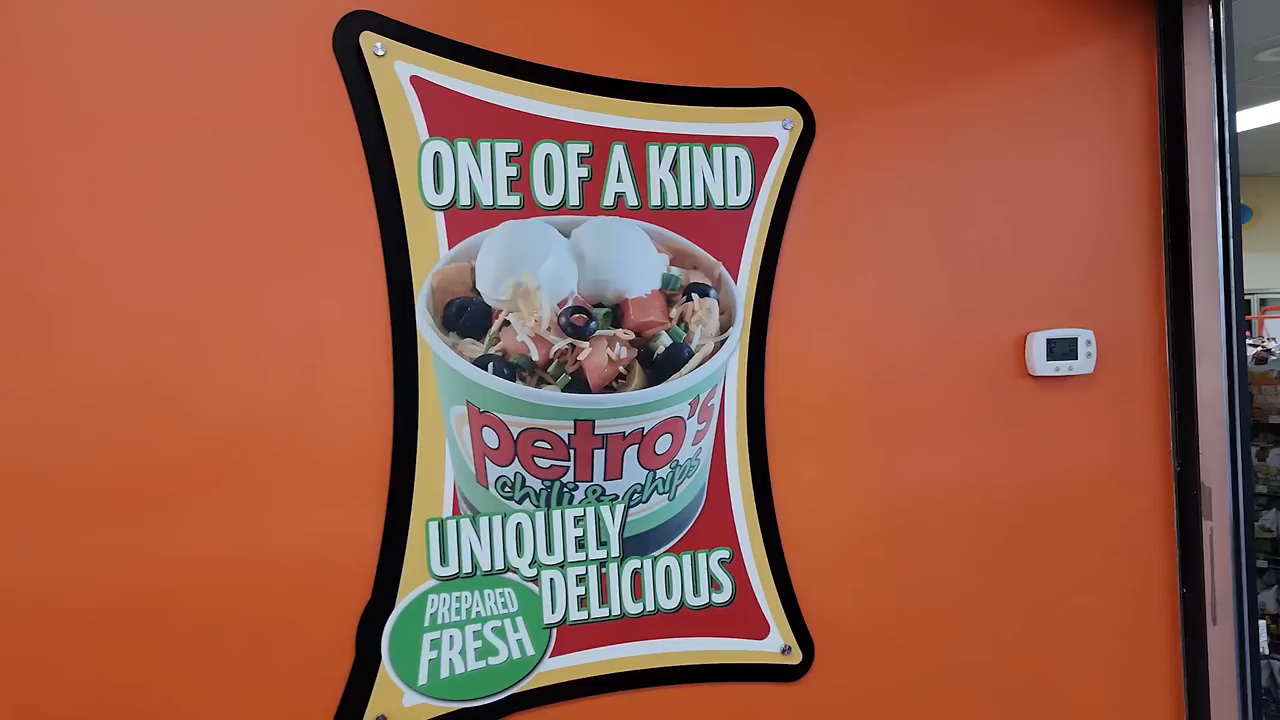 ONE OF A KIND
petro's
chili & chips
UNIQUELY
DELICIOUS
PREPARED
FRESH